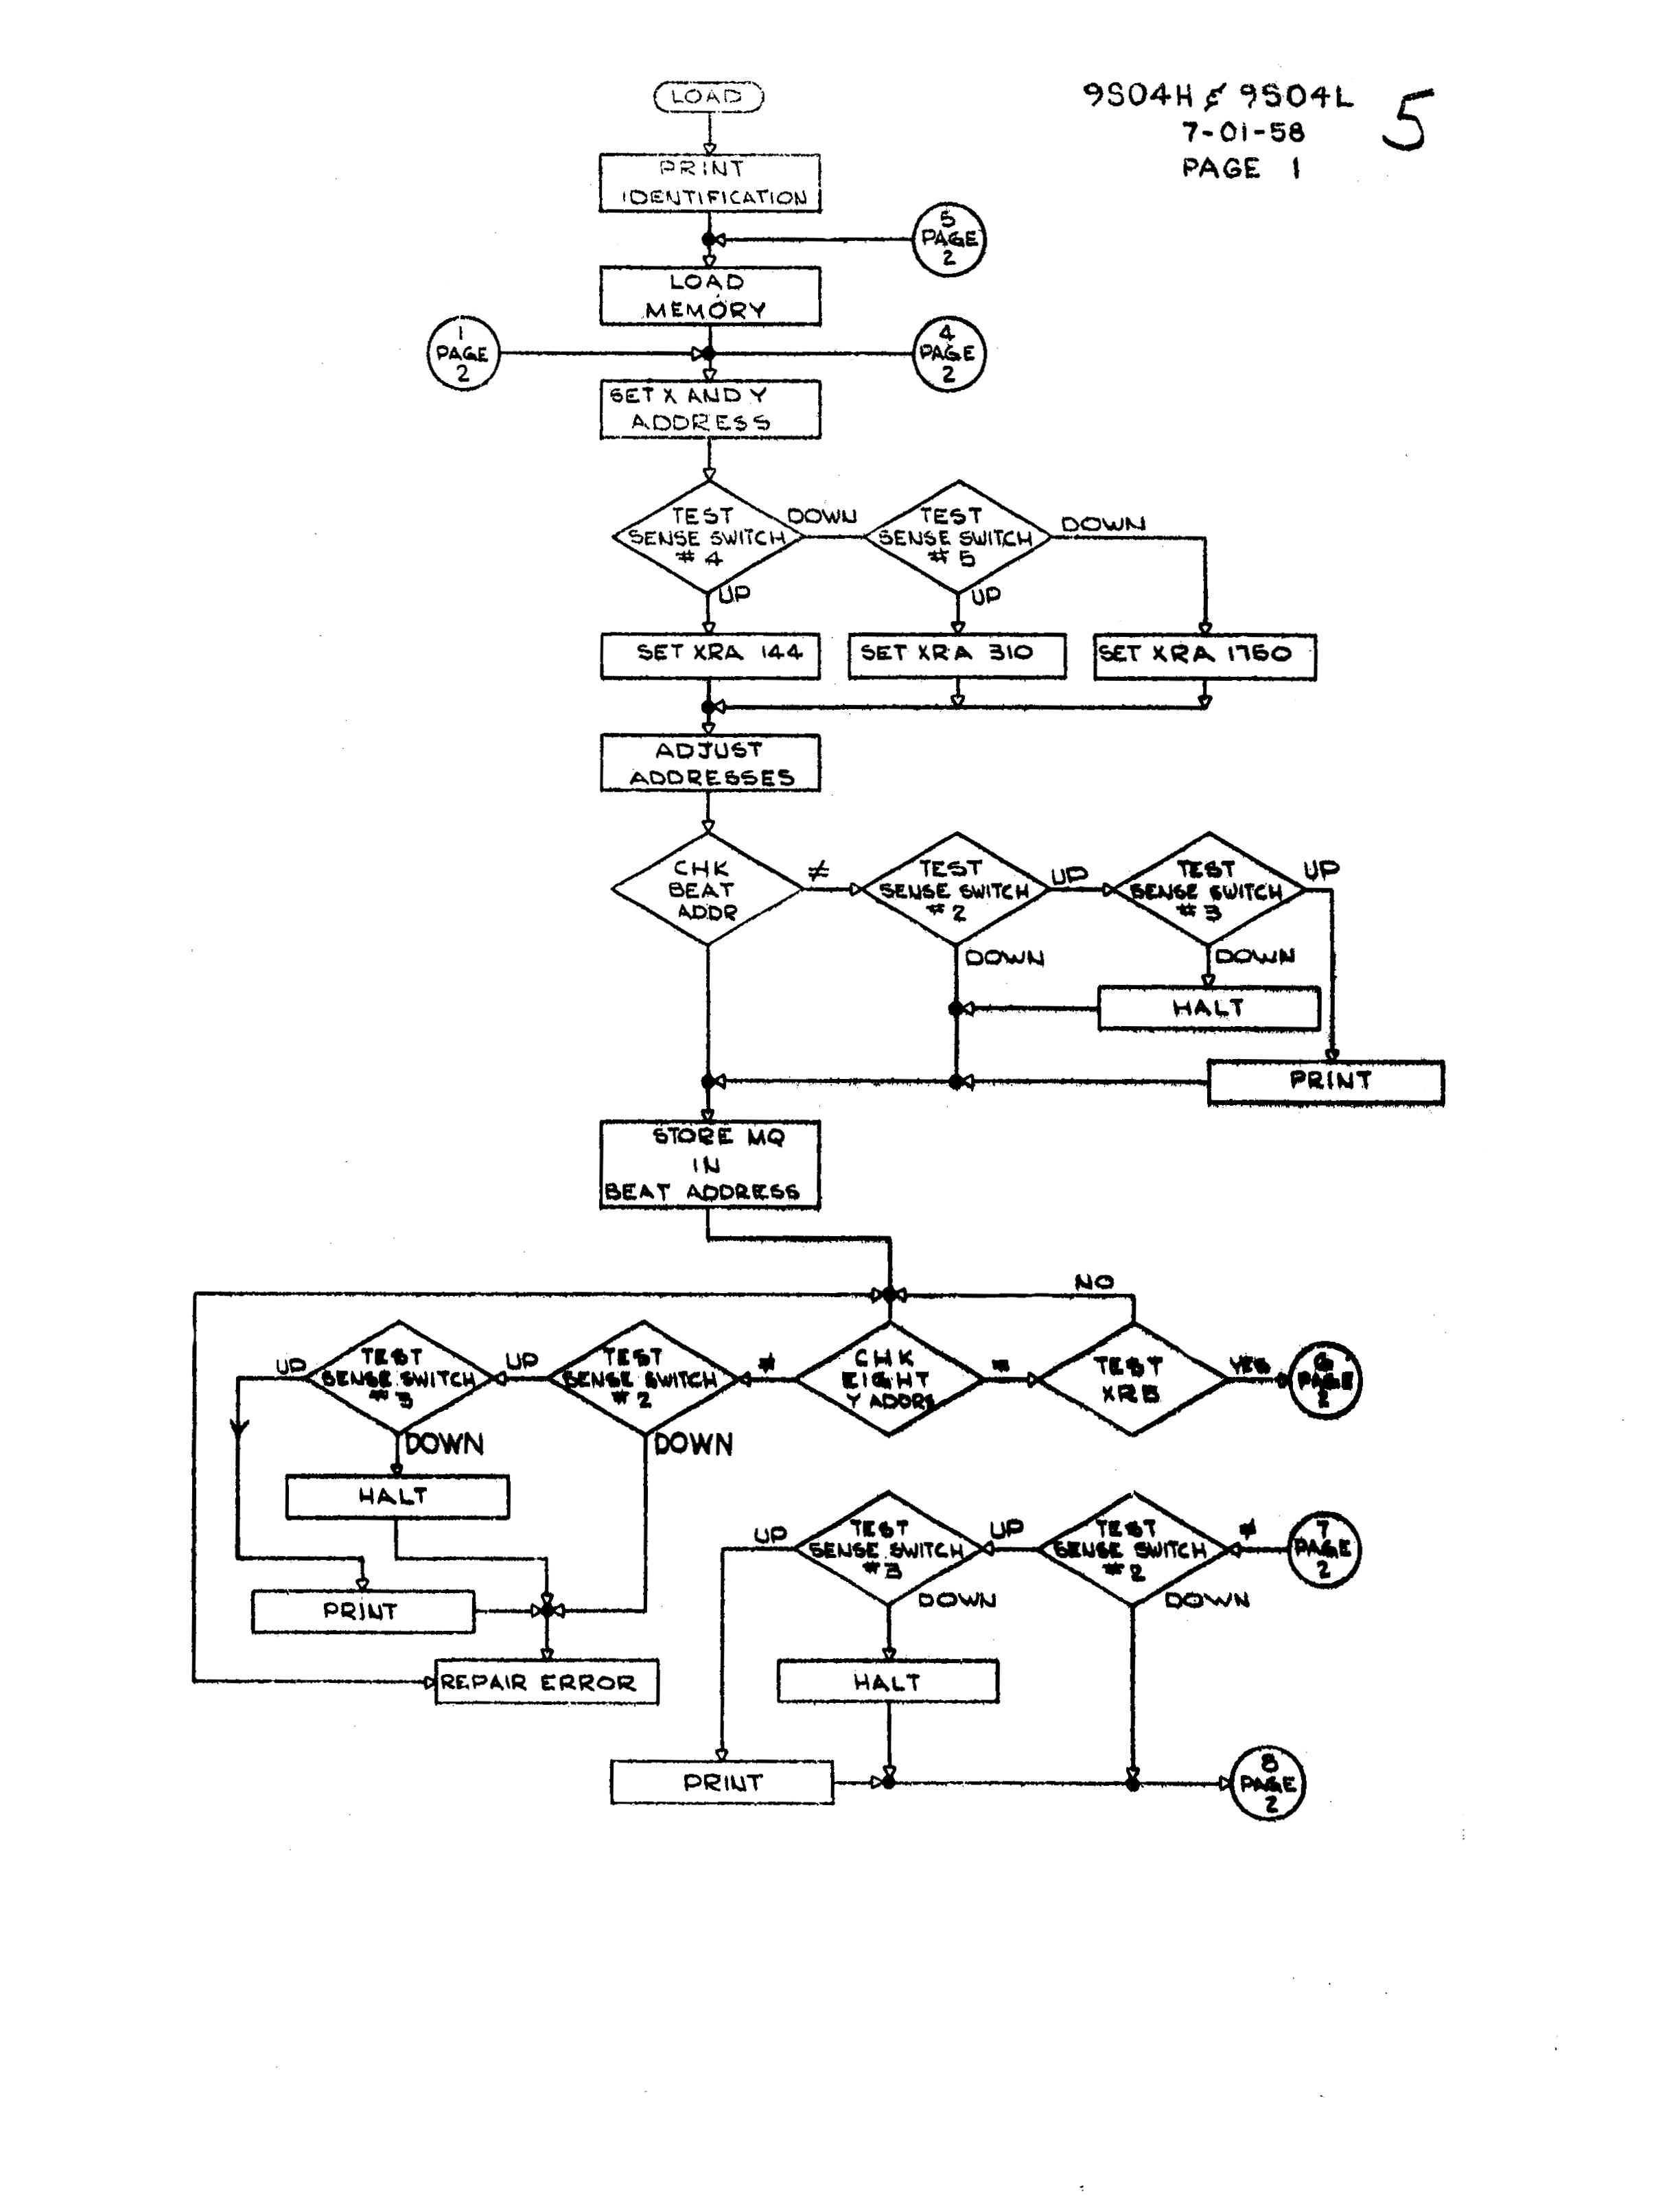 9S04H & 9S04L
7-01-58
PAGE 1
5
LOAD
PRINT
IDENTIFICATION
5
PAGE
2
LOAD
MEMORY
1
PAGE
2
4
PAGE
2
SET X AND Y
ADDRESS
TEST
SENSE SWITCH
# 4
DOWN
UP
TEST
SENSE SWITCH
# 5
DOWN
UP
SET XRA 144
SET XRA 310
SET XRA 1750
ADJUST
ADDRESSES
CHK
BEAT
ADDR
≠
TEST
SENSE SWITCH
# 2
UP
DOWN
TEST
SENSE SWITCH
# 3
UP
DOWN
HALT
PRINT
STORE MQ
IN
BEAT ADDRESS
NO
UP
TEST
SENSE SWITCH
# 3
DOWN
UP
TEST
SENSE SWITCH
# 2
DOWN
≠
CHK
EIGHT
Y ADDRS
=
TEST
XRB
YES
6
PAGE
2
HALT
PRINT
REPAIR ERROR
UP
TEST
SENSE SWITCH
# 3
DOWN
UP
TEST
SENSE SWITCH
# 2
DOWN
≠
7
PAGE
2
HALT
PRINT
8
PAGE
2